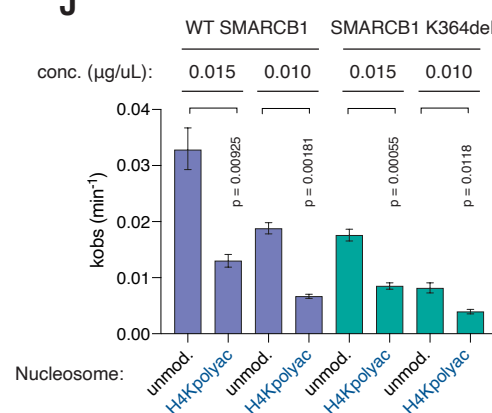 J
WT SMARCB1 SMARCB1 K364del
conc. (µg/uL): 0.015 0.010 0.015 0.010
p = 0.00925 p = 0.00181 p = 0.00055 p = 0.0118
kobs (min-1)
0.04
0.03
0.02
0.01
0.00
Nucleosome: unmod. H4Kpolyac unmod. H4Kpolyac unmod. H4Kpolyac unmod. H4Kpolyac